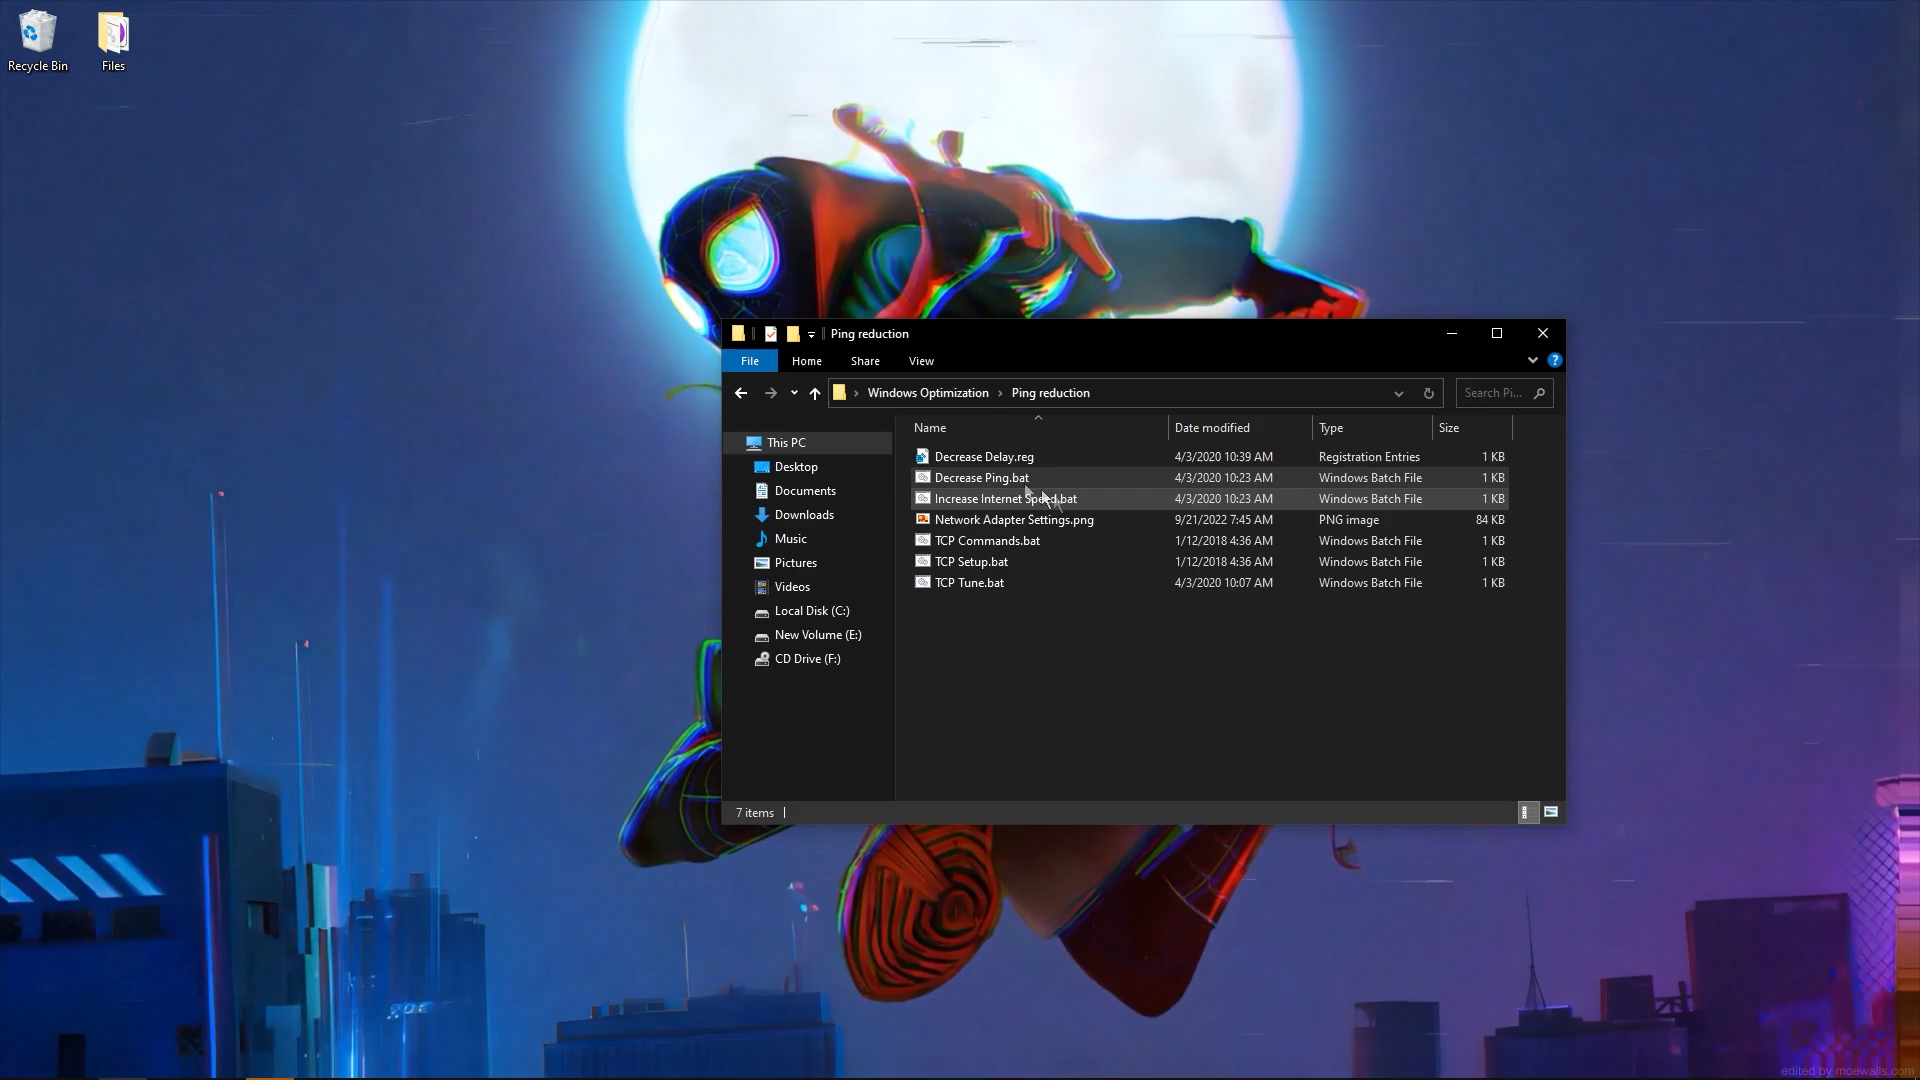 Recycle Bin
Files
Ping reduction
File Home Share View
Windows Optimization Ping reduction
Search Pi...
Name Date modified Type Size
This PC
Desktop
Documents
Downloads
Music
Pictures
Videos
Local Disk (C:)
New Volume (E:)
CD Drive (F:)
Decrease Delay.reg 4/3/2020 10:39 AM Registration Entries 1 KB
Decrease Ping.bat 4/3/2020 10:23 AM Windows Batch File 1 KB
Increase Internet Speed.bat 4/3/2020 10:23 AM Windows Batch File 1 KB
Network Adapter Settings.png 9/21/2022 7:45 AM PNG image 84 KB
TCP Commands.bat 1/12/2018 4:36 AM Windows Batch File 1 KB
TCP Setup.bat 1/12/2018 4:36 AM Windows Batch File 1 KB
TCP Tune.bat 4/3/2020 10:07 AM Windows Batch File 1 KB
7 items
edited by moewalls.com